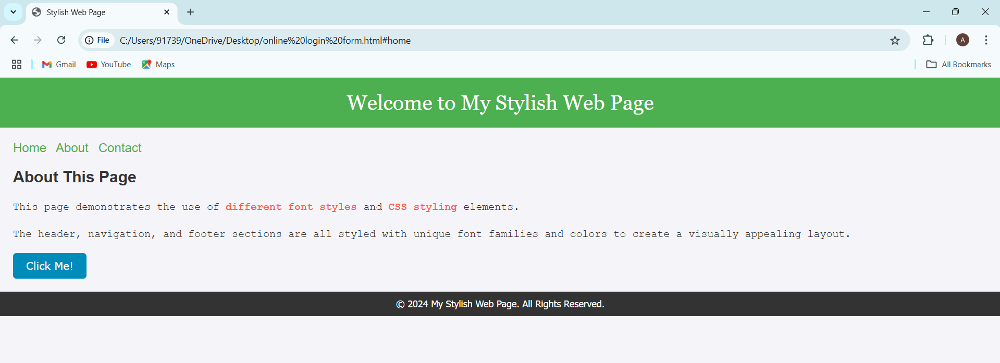 Stylish Web Page
File C:/Users/91739/OneDrive/Desktop/online%20login%20form.html#home A
Gmail YouTube Maps All Bookmarks
Welcome to My Stylish Web Page
Home About Contact
About This Page
This page demonstrates the use of different font styles and CSS styling elements.
The header, navigation, and footer sections are all styled with unique font families and colors to create a visually appealing layout.
Click Me!
© 2024 My Stylish Web Page. All Rights Reserved.